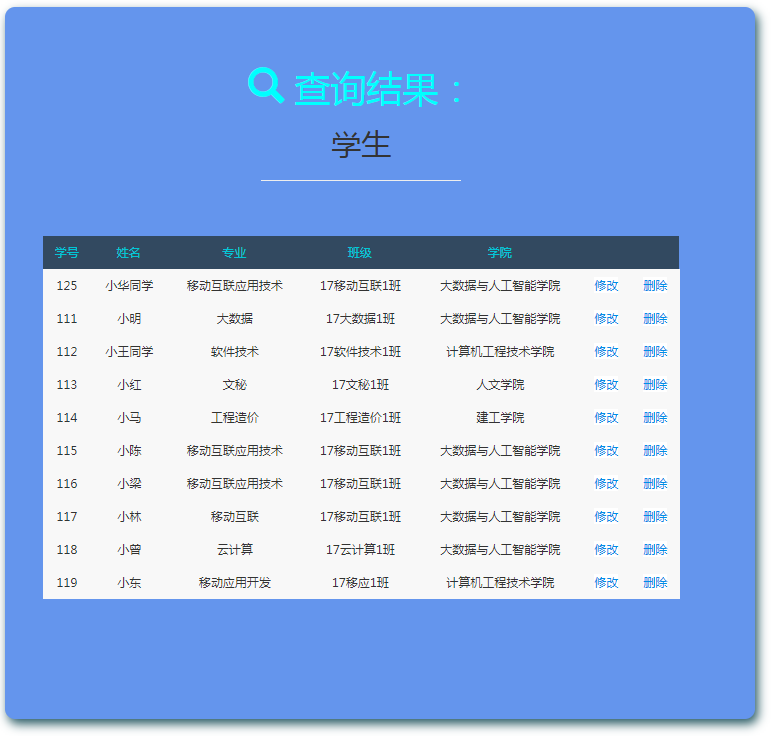 查询结果：
学生
学号 姓名 专业 班级 学院
125 小华同学 移动互联应用技术 17移动互联1班 大数据与人工智能学院 修改 删除
111 小明 大数据 17大数据1班 大数据与人工智能学院 修改 删除
112 小王同学 软件技术 17软件技术1班 计算机工程技术学院 修改 删除
113 小红 文秘 17文秘1班 人文学院 修改 删除
114 小马 工程造价 17工程造价1班 建工学院 修改 删除
115 小陈 移动互联应用技术 17移动互联1班 大数据与人工智能学院 修改 删除
116 小梁 移动互联应用技术 17移动互联1班 大数据与人工智能学院 修改 删除
117 小林 移动互联 17移动互联1班 大数据与人工智能学院 修改 删除
118 小曾 云计算 17云计算1班 大数据与人工智能学院 修改 删除
119 小东 移动应用开发 17移应1班 计算机工程技术学院 修改 删除